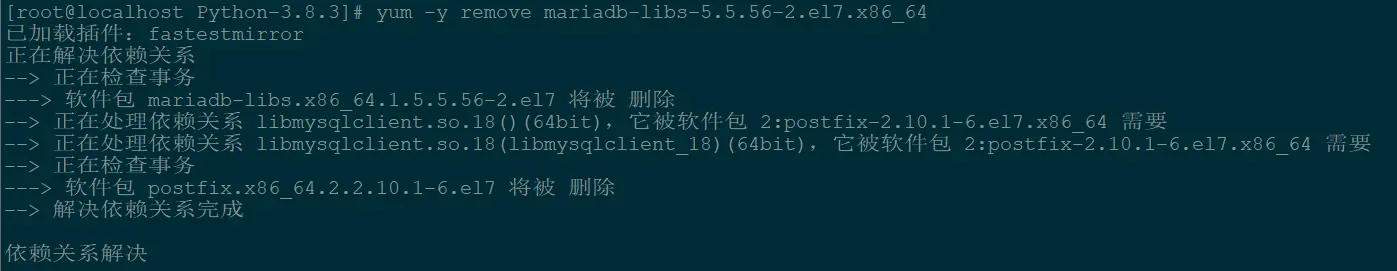 [root@localhost Python-3.8.3]# yum -y remove mariadb-libs-5.5.56-2.el7.x86_64
已加载插件：fastestmirror
正在解决依赖关系
--> 正在检查事务
---> 软件包 mariadb-libs.x86_64.1.5.5.56-2.el7 将被 删除
--> 正在处理依赖关系 libmysqlclient.so.18()(64bit)，它被软件包 2:postfix-2.10.1-6.el7.x86_64 需要
--> 正在处理依赖关系 libmysqlclient.so.18(libmysqlclient_18)(64bit)，它被软件包 2:postfix-2.10.1-6.el7.x86_64 需要
--> 正在检查事务
---> 软件包 postfix.x86_64.2.2.10.1-6.el7 将被 删除
--> 解决依赖关系完成
依赖关系解决